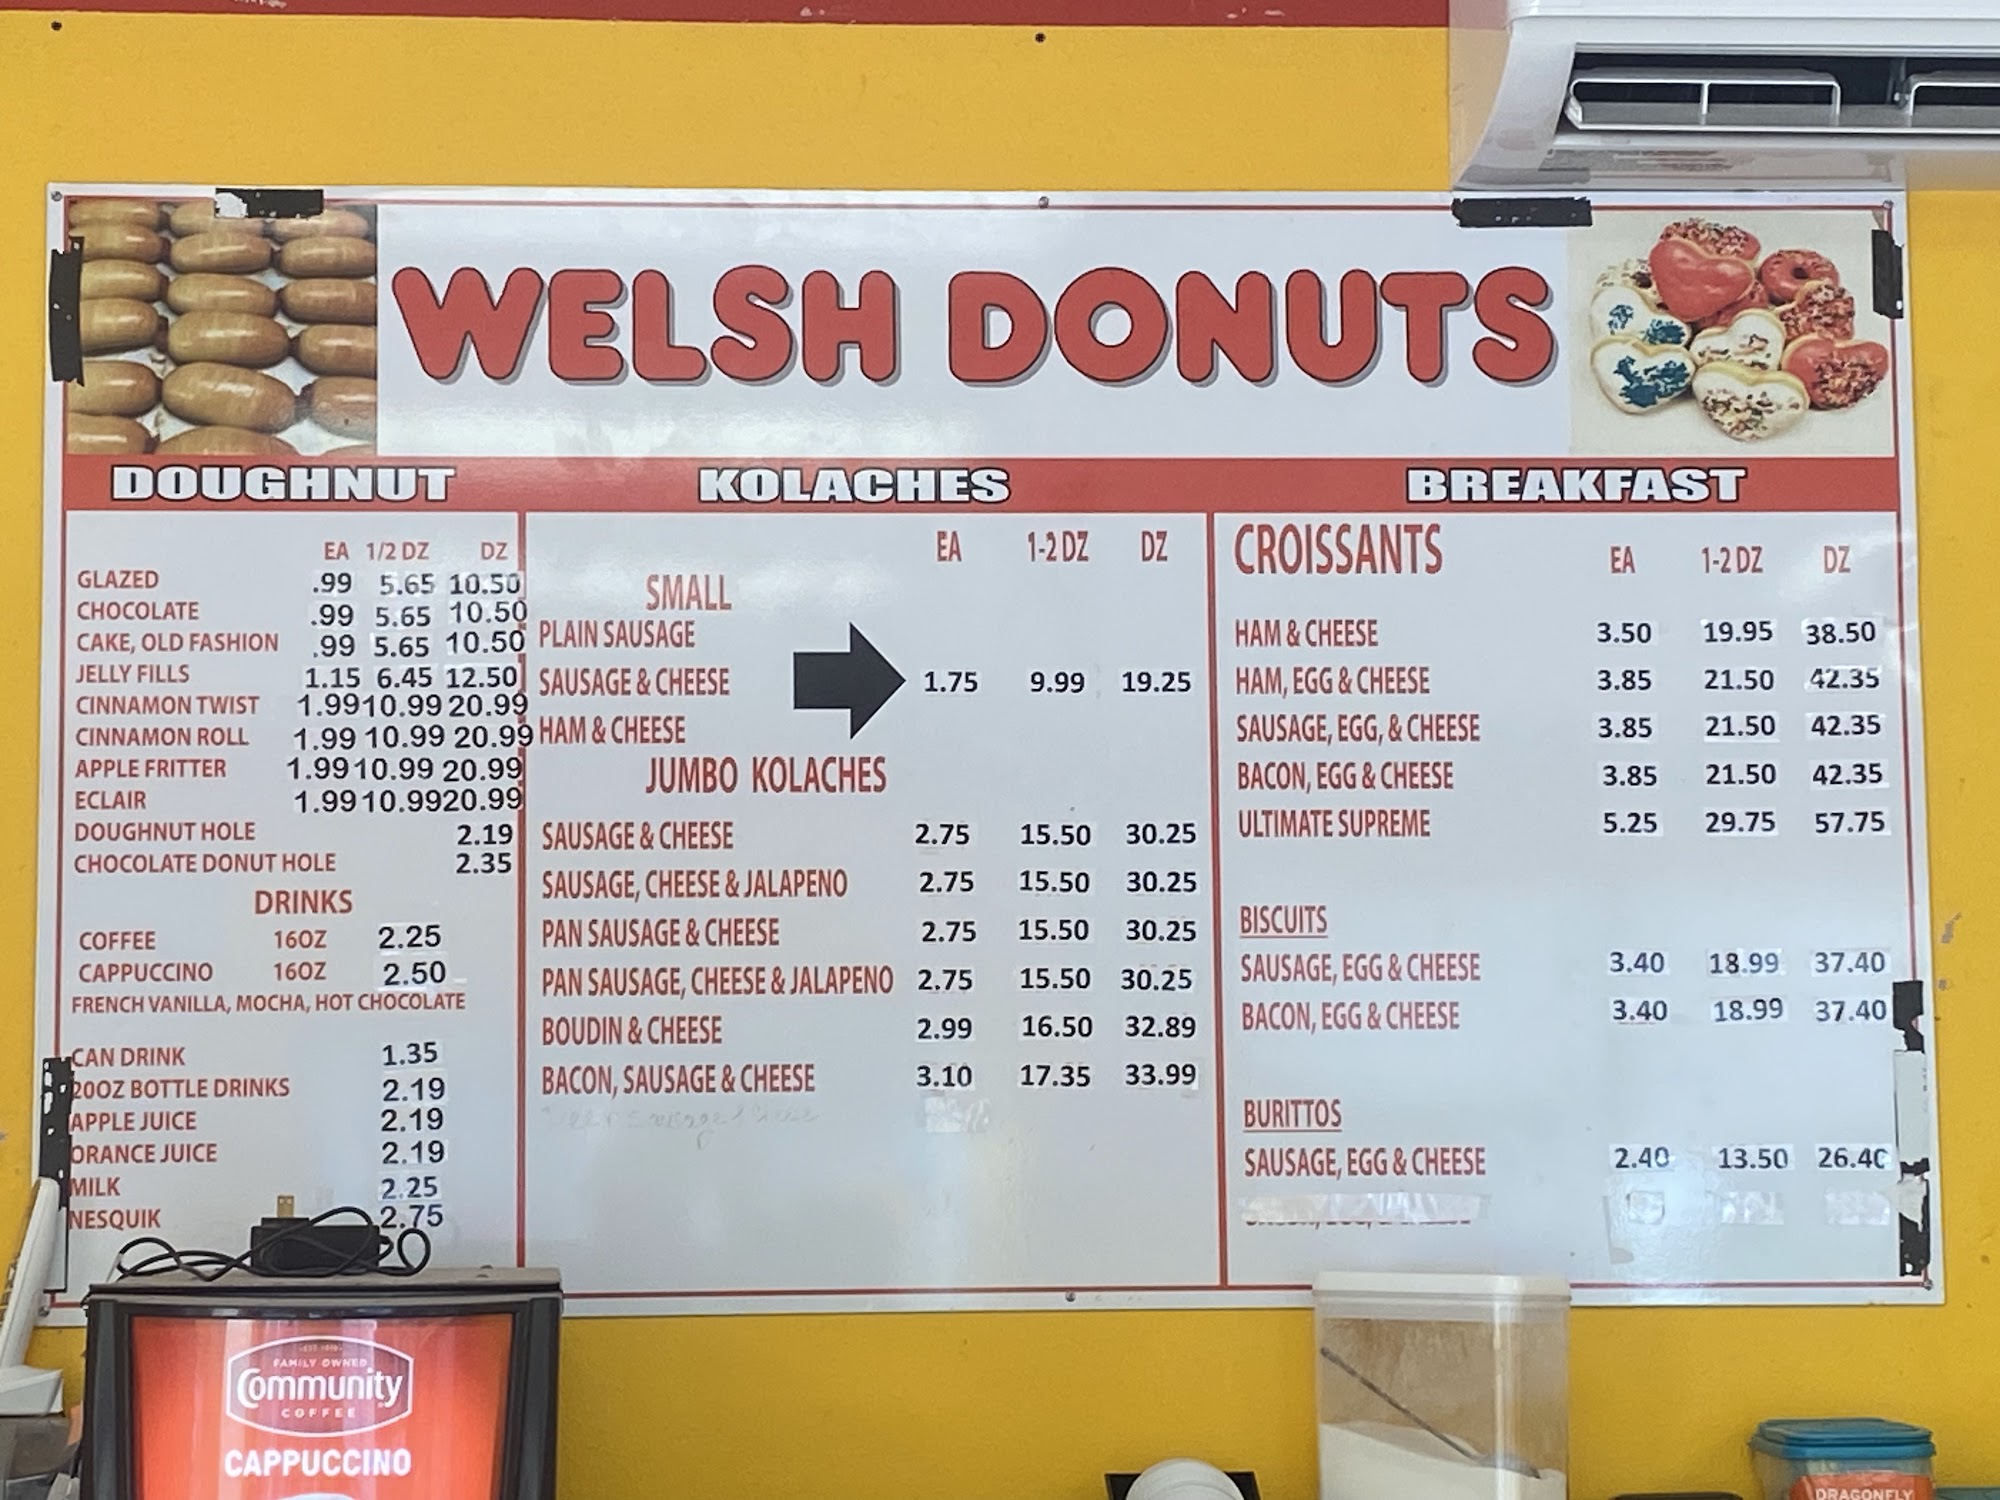 WELSH DONUTS
DOUGHNUT
EA 1/2 DZ DZ
GLAZED .99 5.65 10.50
CHOCOLATE .99 5.65 10.50
CAKE, OLD FASHION .99 5.65 10.50
JELLY FILLS 1.15 6.45 12.50
CINNAMON TWIST 1.99 10.99 20.99
CINNAMON ROLL 1.99 10.99 20.99
APPLE FRITTER 1.99 10.99 20.99
ECLAIR 1.99 10.99 20.99
DOUGHNUT HOLE 2.19
CHOCOLATE DONUT HOLE 2.35
DRINKS
COFFEE 16OZ 2.25
CAPPUCCINO 16OZ 2.50
FRENCH VANILLA, MOCHA, HOT CHOCOLATE
CAN DRINK 1.35
20OZ BOTTLE DRINKS 2.19
APPLE JUICE 2.19
ORANCE JUICE 2.19
MILK 2.25
NESQUIK 2.75
KOLACHES
EA 1-2 DZ DZ
SMALL
PLAIN SAUSAGE
SAUSAGE & CHEESE 1.75 9.99 19.25
HAM & CHEESE
JUMBO KOLACHES
SAUSAGE & CHEESE 2.75 15.50 30.25
SAUSAGE, CHEESE & JALAPENO 2.75 15.50 30.25
PAN SAUSAGE & CHEESE 2.75 15.50 30.25
PAN SAUSAGE, CHEESE & JALAPENO 2.75 15.50 30.25
BOUDIN & CHEESE 2.99 16.50 32.89
BACON, SAUSAGE & CHEESE 3.10 17.35 33.99
BREAKFAST
CROISSANTS EA 1-2 DZ DZ
HAM & CHEESE 3.50 19.95 38.50
HAM, EGG & CHEESE 3.85 21.50 42.35
SAUSAGE, EGG, & CHEESE 3.85 21.50 42.35
BACON, EGG & CHEESE 3.85 21.50 42.35
ULTIMATE SUPREME 5.25 29.75 57.75
BISCUITS
SAUSAGE, EGG & CHEESE 3.40 18.99 37.40
BACON, EGG & CHEESE 3.40 18.99 37.40
BURITTOS
SAUSAGE, EGG & CHEESE 2.40 13.50 26.40
FAMILY OWNED
Community
COFFEE
CAPPUCCINO
DRAGONFLY